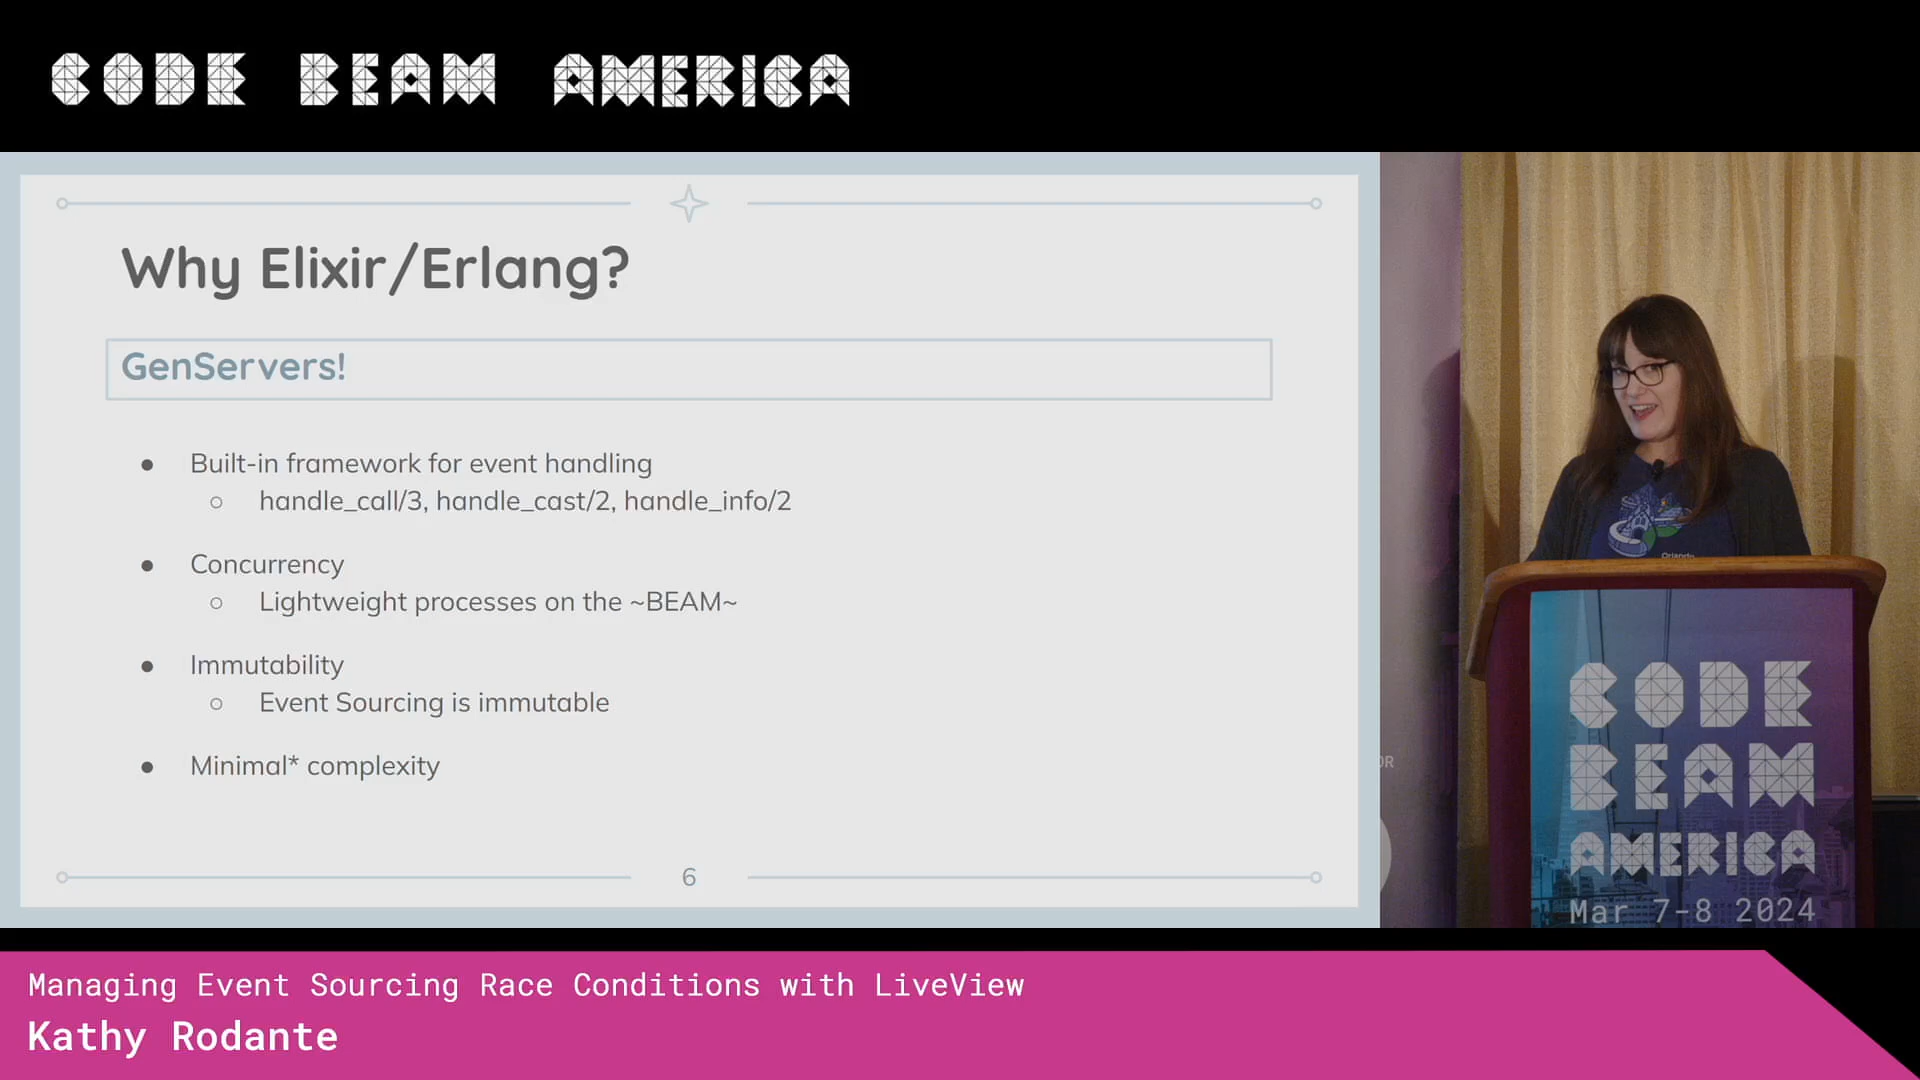 CODE BEAM AMERICA
Why Elixir/Erlang?
GenServers!
● Built-in framework for event handling
○ handle_call/3, handle_cast/2, handle_info/2
● Concurrency
○ Lightweight processes on the ~BEAM~
● Immutability
○ Event Sourcing is immutable
● Minimal* complexity
6
Orlando
OR
CODE
BEAM
AMERICA
Mar 7-8 2024
Managing Event Sourcing Race Conditions with LiveView
Kathy Rodante